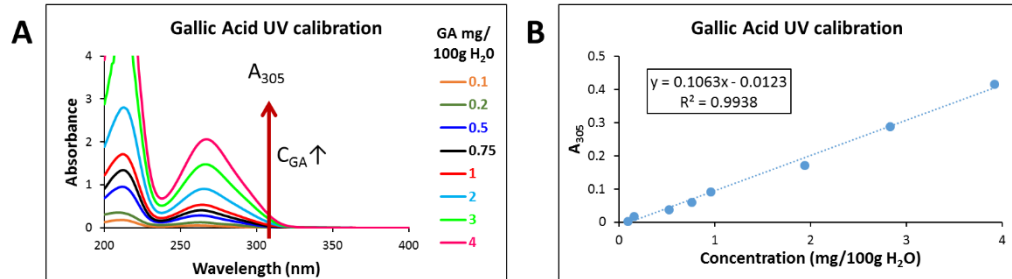 A
Gallic Acid UV calibration
GA mg/
100g H₂0
Absorbance
4
3
2
1
0
200
250
300
350
400
Wavelength (nm)
A₃₀₅
C_GA↑
0.1
0.2
0.5
0.75
1
2
3
4
B
Gallic Acid UV calibration
y = 0.1063x - 0.0123
R² = 0.9938
A₃₀₅
0.5
0.4
0.3
0.2
0.1
0
0
1
2
3
4
Concentration (mg/100g H₂O)